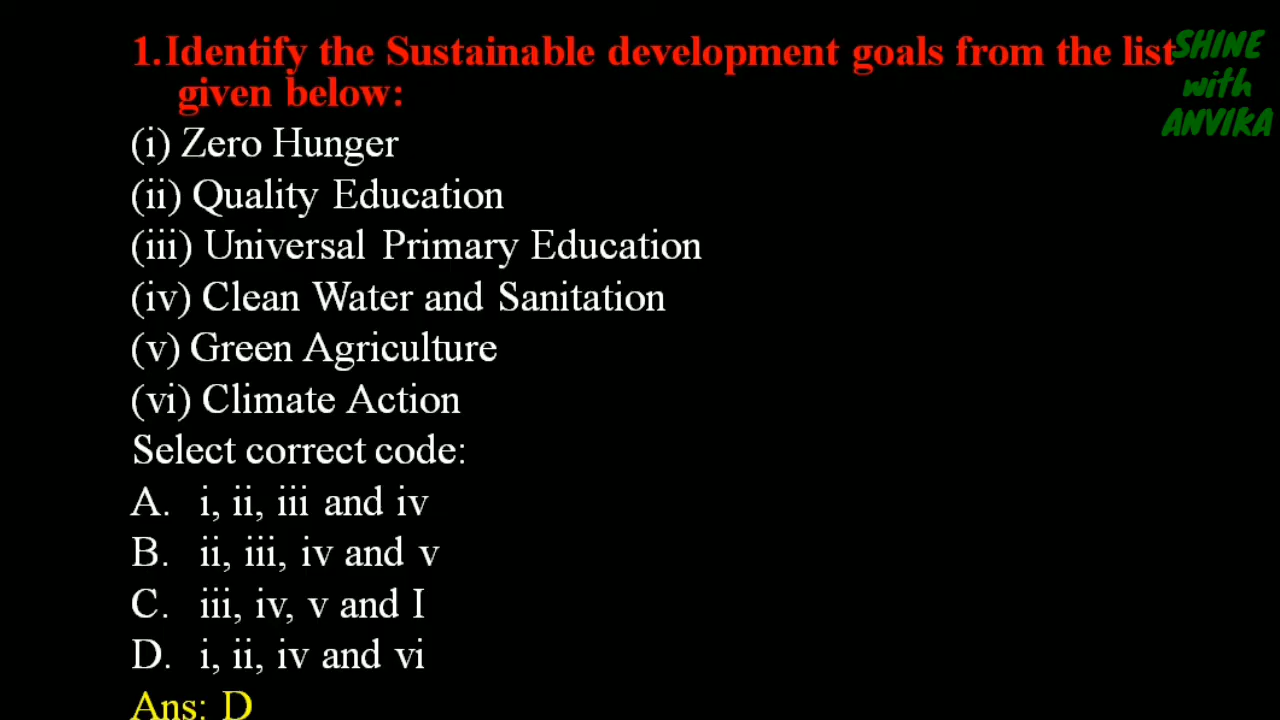 1.Identify the Sustainable development goals from the list
given below:
(i) Zero Hunger
(ii) Quality Education
(iii) Universal Primary Education
(iv) Clean Water and Sanitation
(v) Green Agriculture
(vi) Climate Action
Select correct code:
A. i, ii, iii and iv
B. ii, iii, iv and v
C. iii, iv, v and I
D. i, ii, iv and vi
Ans: D
SHINE
with
ANVIKA